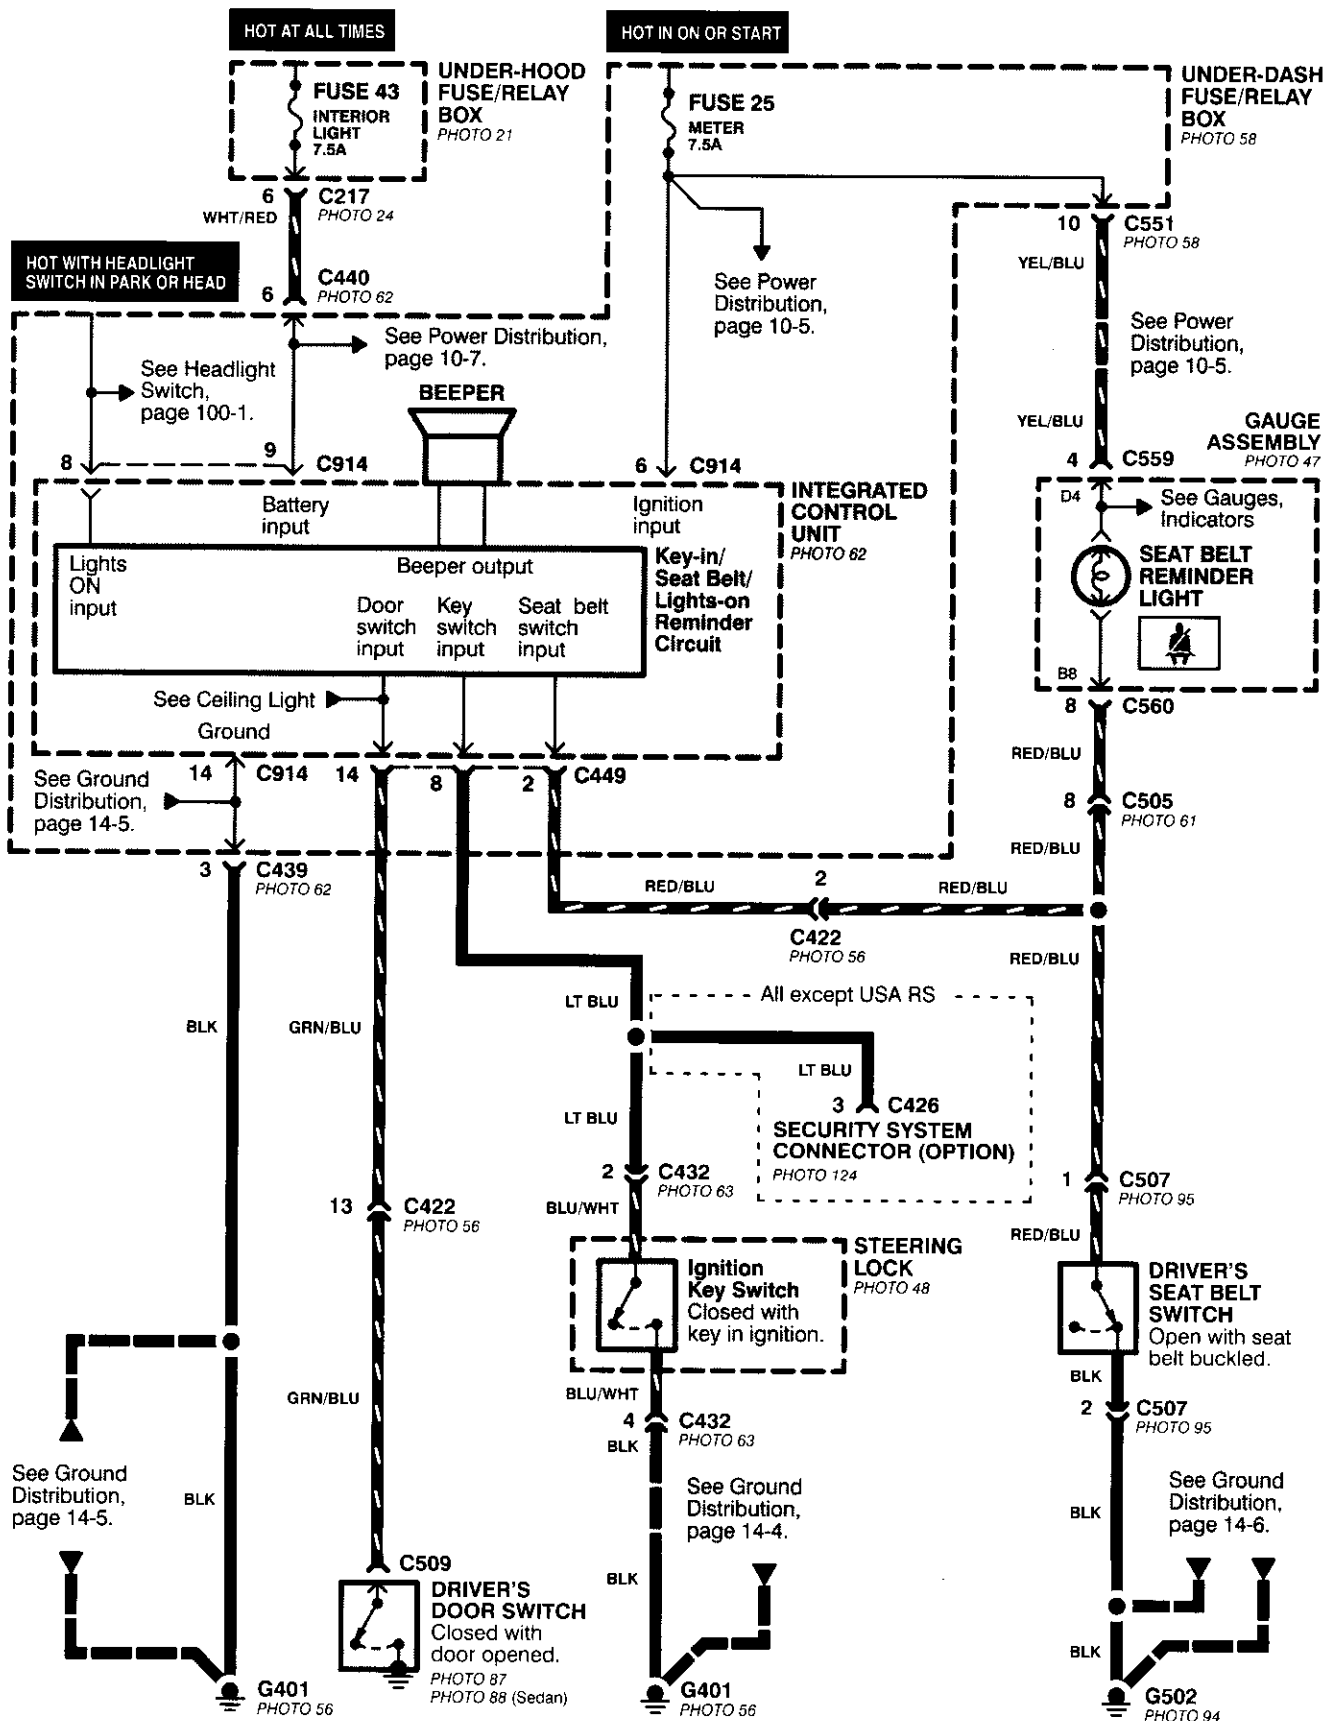 HOT AT ALL TIMES
HOT IN ON OR START
FUSE 43
INTERIOR
LIGHT
7.5A
UNDER-HOOD
FUSE/RELAY
BOX
PHOTO 21
FUSE 25
METER
7.5A
UNDER-DASH
FUSE/RELAY
BOX
PHOTO 58
6
C217
PHOTO 24
WHT/RED
10
C551
PHOTO 58
YEL/BLU
HOT WITH HEADLIGHT
SWITCH IN PARK OR HEAD
6
C440
PHOTO 62
See Power
Distribution,
page 10-5.
See Power Distribution,
page 10-7.
See Power
Distribution,
page 10-5.
See Headlight
Switch,
page 100-1.
BEEPER
YEL/BLU
GAUGE
ASSEMBLY
PHOTO 47
8
9
C914
6
C914
4
C559
Battery
input
Ignition
input
INTEGRATED
CONTROL
UNIT
PHOTO 62
D4
See Gauges,
Indicators
Lights
ON
input
Beeper output
Key-in/
Seat Belt/
Lights-on
Reminder
Circuit
SEAT BELT
REMINDER
LIGHT
Door
switch
input
Key
switch
input
Seat belt
switch
input
B8
See Ceiling Light
Ground
8
C560
14
C914
14
8
2
C449
RED/BLU
See Ground
Distribution,
page 14-5.
8
C505
PHOTO 61
RED/BLU
3
C439
PHOTO 62
RED/BLU
2
RED/BLU
C422
PHOTO 56
RED/BLU
LT BLU
All except USA RS
BLK
GRN/BLU
LT BLU
3
C426
LT BLU
SECURITY SYSTEM
CONNECTOR (OPTION)
PHOTO 124
2
C432
PHOTO 63
1
C507
PHOTO 95
13
C422
PHOTO 56
BLU/WHT
RED/BLU
STEERING
LOCK
PHOTO 48
Ignition
Key Switch
Closed with
key in ignition.
DRIVER'S
SEAT BELT
SWITCH
Open with seat
belt buckled.
BLK
GRN/BLU
BLU/WHT
4
C432
PHOTO 63
2
C507
PHOTO 95
BLK
See Ground
Distribution,
page 14-5.
BLK
See Ground
Distribution,
page 14-4.
BLK
See Ground
Distribution,
page 14-6.
C509
BLK
DRIVER'S
DOOR SWITCH
Closed with
door opened.
PHOTO 87
PHOTO 88 (Sedan)
BLK
G401
PHOTO 56
G401
PHOTO 56
G502
PHOTO 94